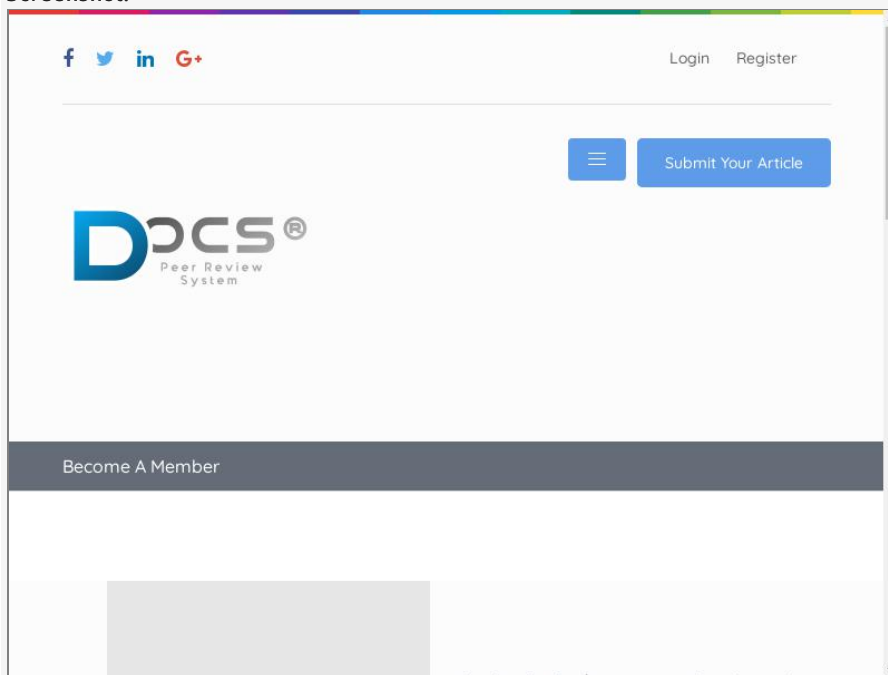 Login Register
Submit Your Article
DOCS®
Peer Review
System
Become A Member